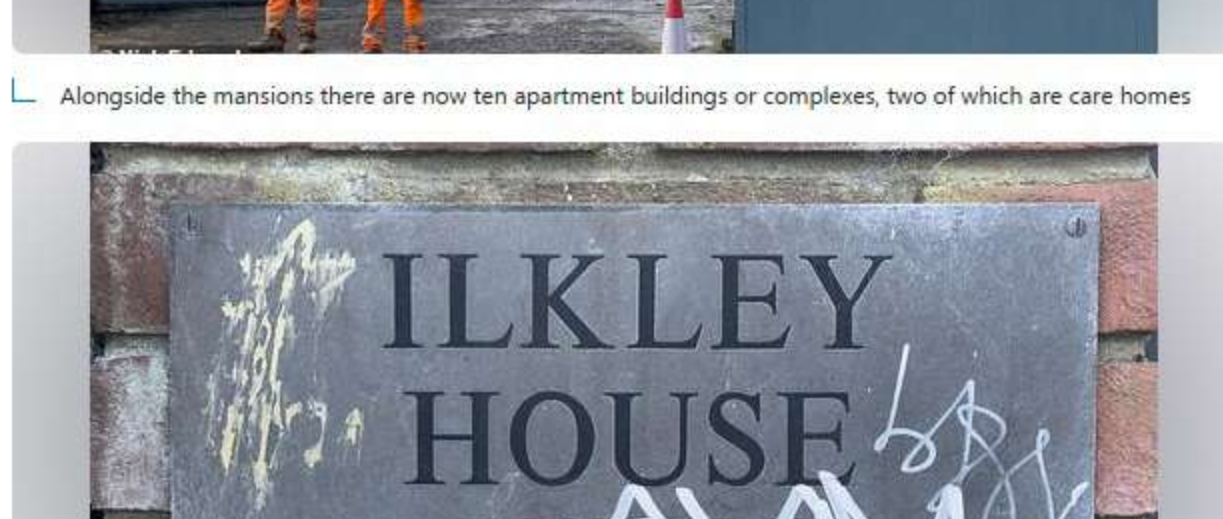 Alongside the mansions there are now ten apartment buildings or complexes, two of which are care homes
ILKLEY
HOUSE